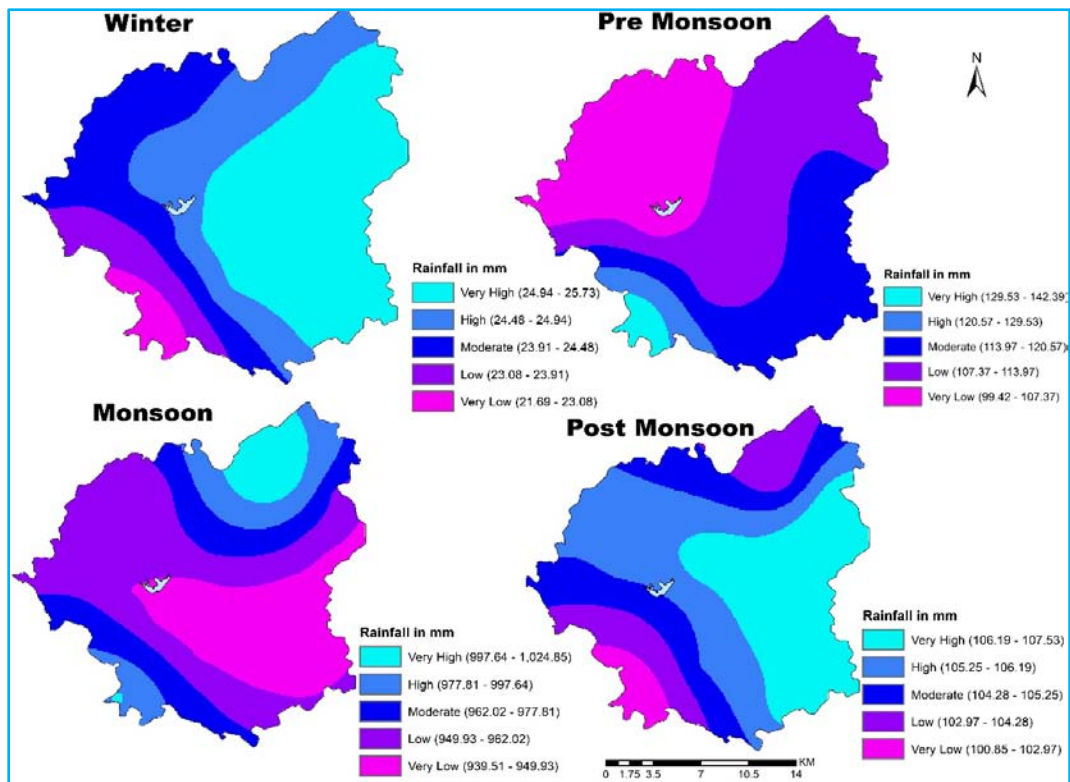 Winter
Rainfall in mm
Very High (24.94 - 25.73)
High (24.48 - 24.94)
Moderate (23.91 - 24.48)
Low (23.08 - 23.91)
Very Low (21.69 - 23.08)
Pre Monsoon
N
Rainfall in mm
Very High (129.53 - 142.39)
High (120.57 - 129.53)
Moderate (113.97 - 120.57)
Low (107.37 - 113.97)
Very Low (99.42 - 107.37)
Monsoon
Rainfall in mm
Very High (997.64 - 1,024.85)
High (977.81 - 997.64)
Moderate (962.02 - 977.81)
Low (949.93 - 962.02)
Very Low (939.51 - 949.93)
Post Monsoon
Rainfall in mm
Very High (106.19 - 107.53)
High (105.25 - 106.19)
Moderate (104.28 - 105.25)
Low (102.97 - 104.28)
Very Low (100.85 - 102.97)
KM
0 1.75 3.5 7 10.5 14